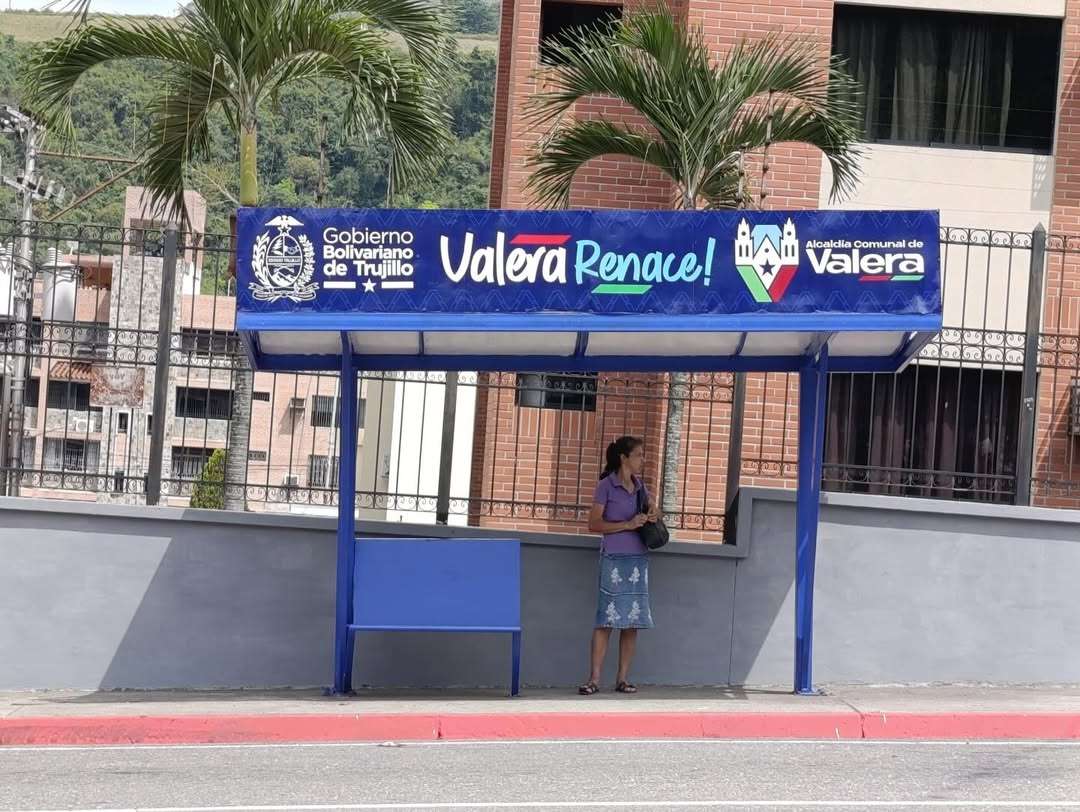 Gobierno
Bolivariano
de Trujillo
Valera Renace!
Alcaldía Comunal de
Valera